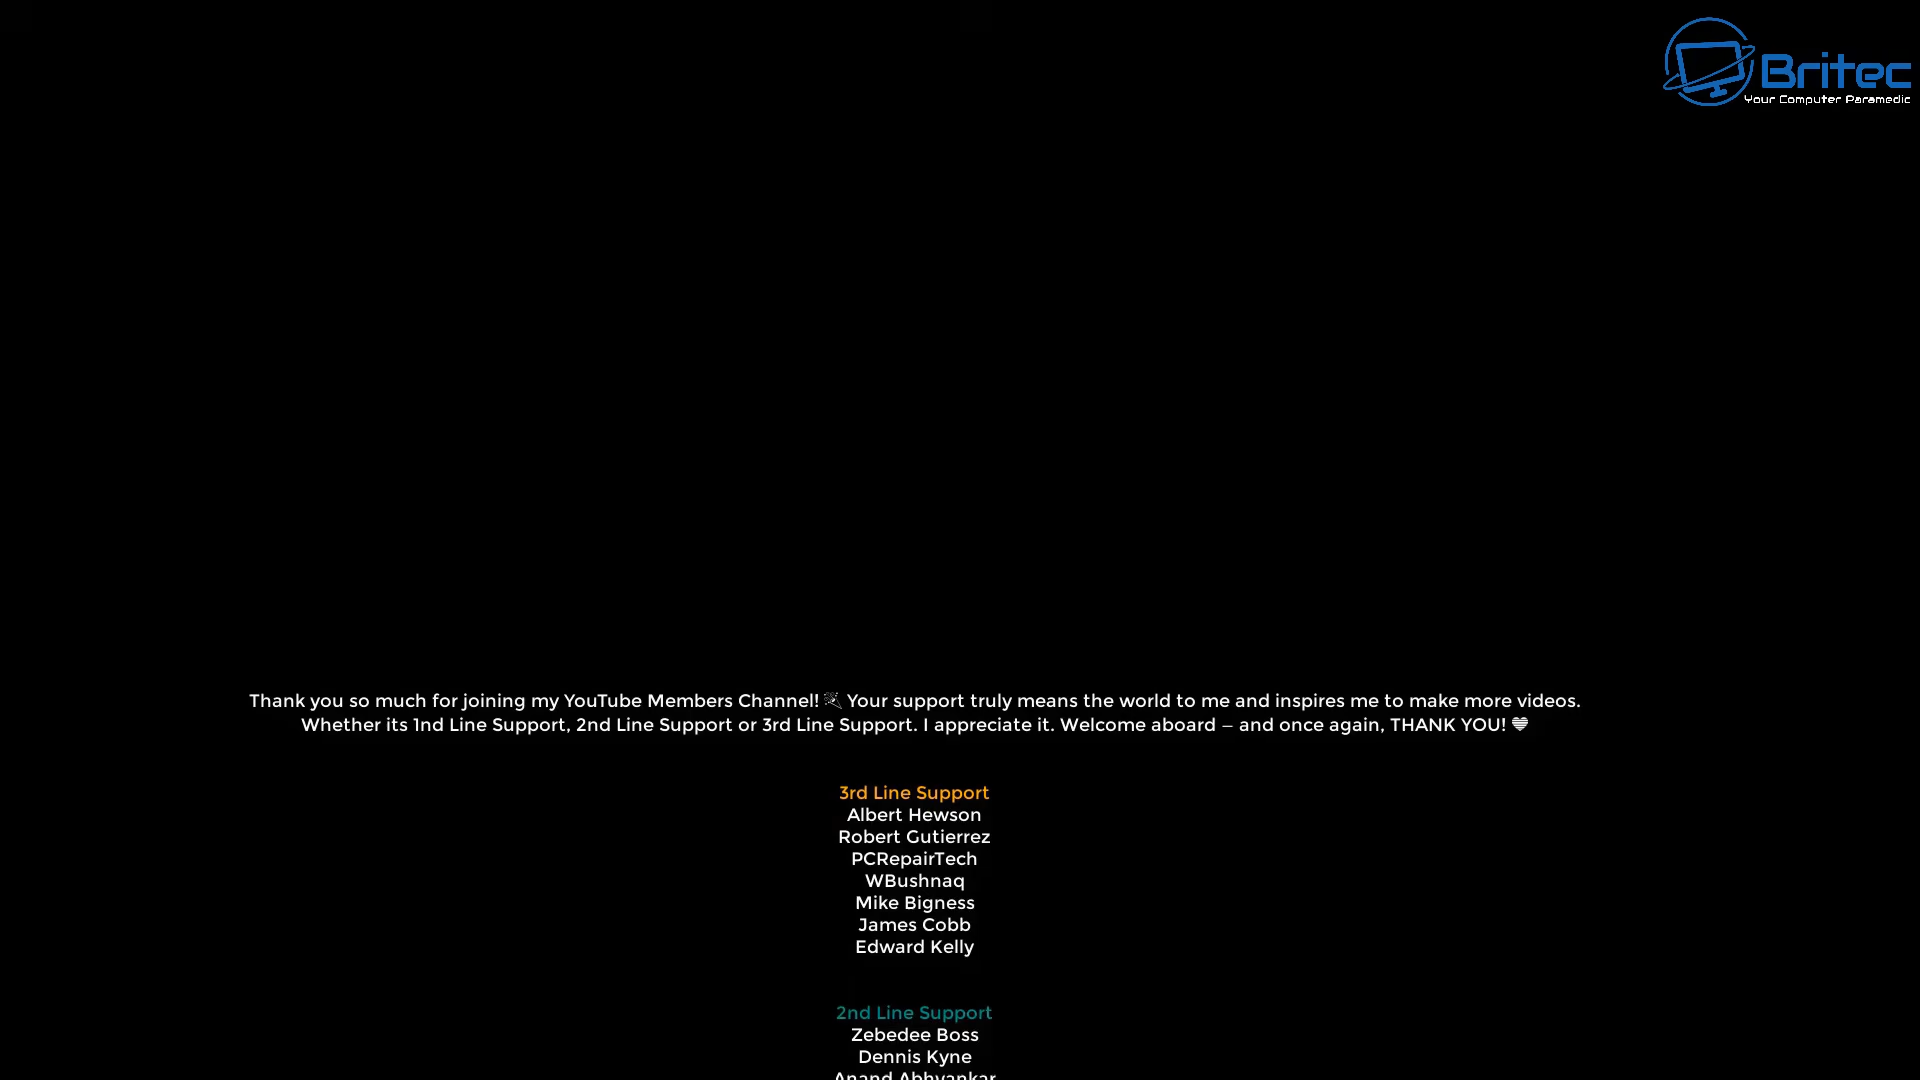 Britec
Your Computer Paramedic
Thank you so much for joining my YouTube Members Channel! 🎉 Your support truly means the world to me and inspires me to make more videos.
Whether its 1nd Line Support, 2nd Line Support or 3rd Line Support. I appreciate it. Welcome aboard – and once again, THANK YOU! ❤
3rd Line Support
Albert Hewson
Robert Gutierrez
PCRepairTech
WBushnaq
Mike Bigness
James Cobb
Edward Kelly
2nd Line Support
Zebedee Boss
Dennis Kyne
Anand Abhyankar